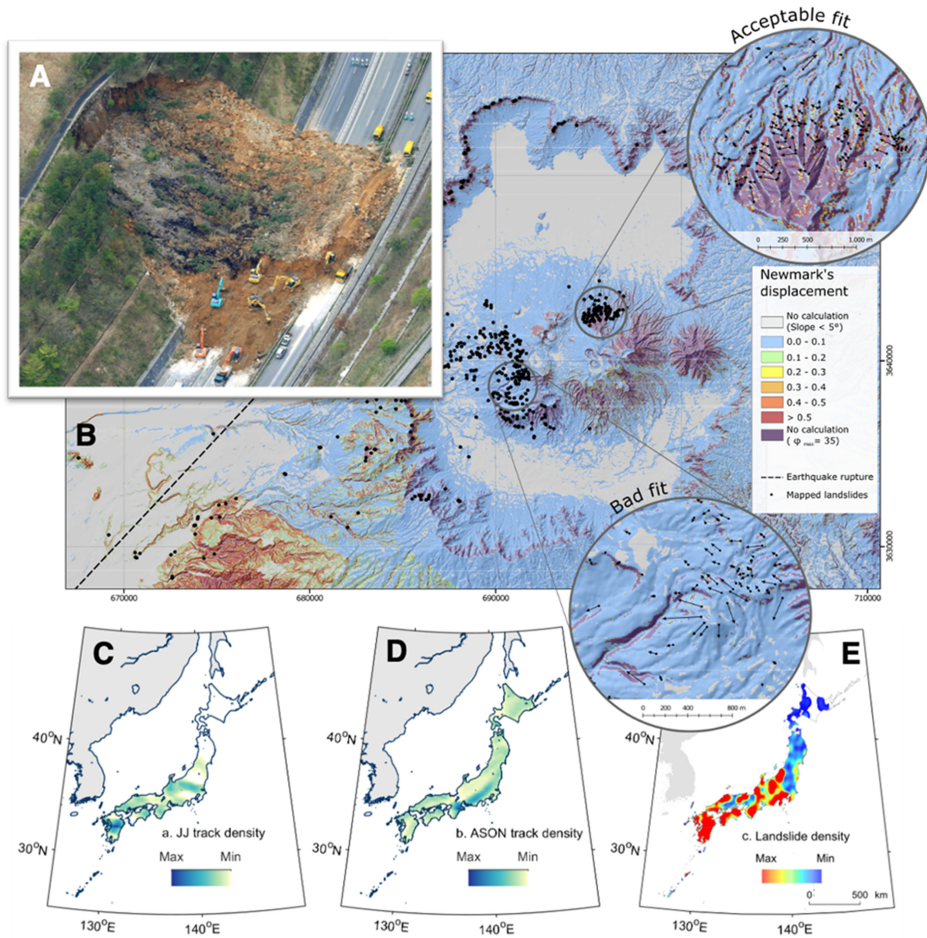 A
Acceptable fit
0 250 500 1.000 m
Newmark's
displacement
No calculation
(Slope < 5°)
0.0 - 0.1
0.1 - 0.2
0.2 - 0.3
0.3 - 0.4
0.4 - 0.5
> 0.5
No calculation
( φ max = 35)
Earthquake rupture
Mapped landslides
3640000
3630000
B
Bad fit
670000 680000 690000 710000
0 200 400 600 800 m
C
40°N
30°N
a. JJ track density
Max Min
130°E 140°E
D
40°N
30°N
b. ASON track density
Max Min
130°E 140°E
E
40°N
30°N
c. Landslide density
Max Min
0 500 km
130°E 140°E